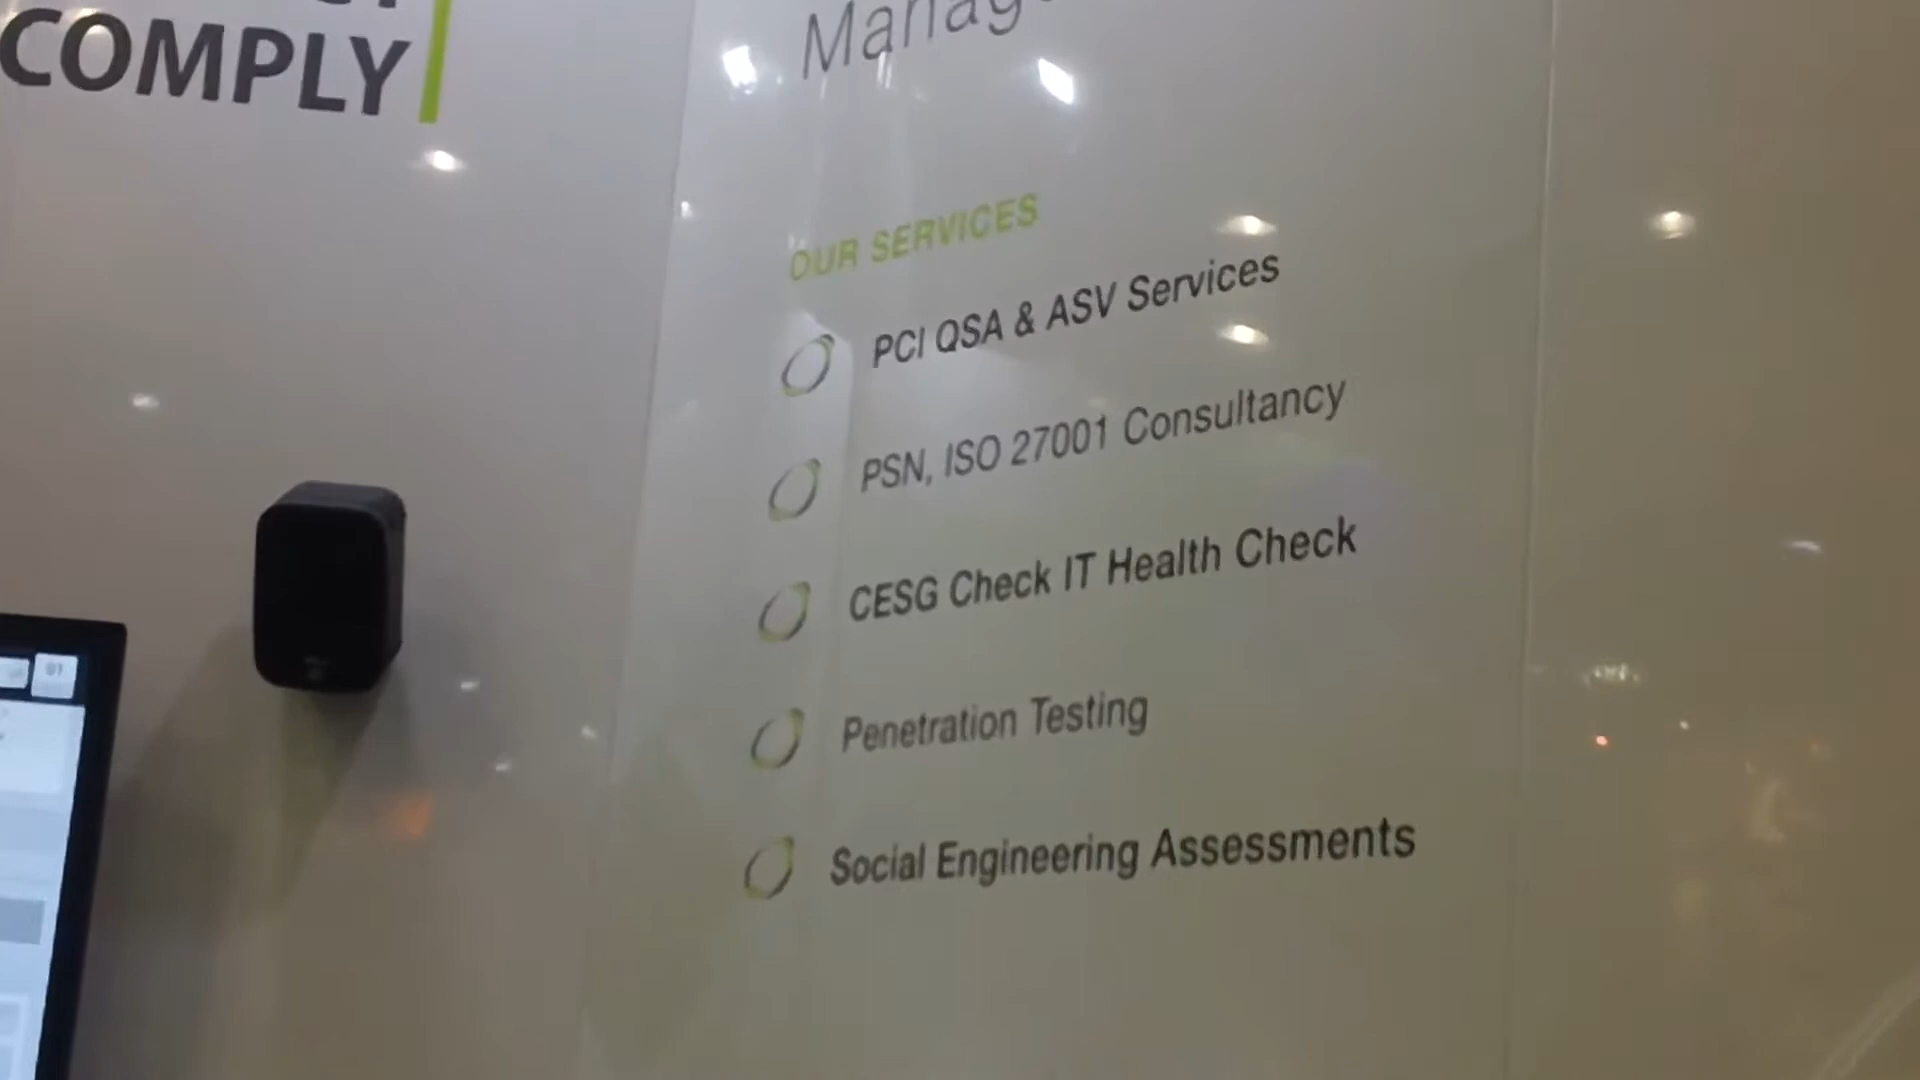 COMPLY
OUR SERVICES
PCI QSA & ASV Services
PSN, ISO 27001 Consultancy
CESG Check IT Health Check
Penetration Testing
Social Engineering Assessments